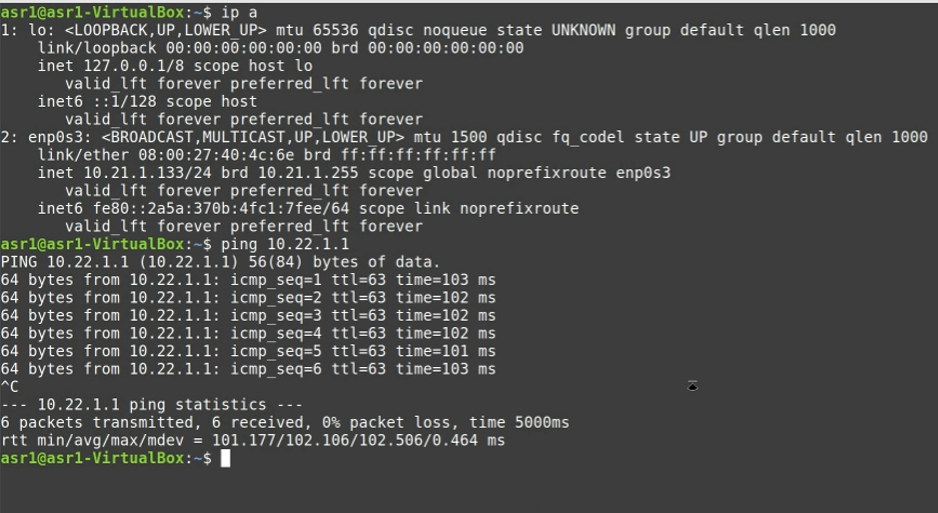 asr1@asr1-VirtualBox:~$ ip a
1: lo: <LOOPBACK,UP,LOWER_UP> mtu 65536 qdisc noqueue state UNKNOWN group default qlen 1000
    link/loopback 00:00:00:00:00:00 brd 00:00:00:00:00:00
    inet 127.0.0.1/8 scope host lo
       valid_lft forever preferred_lft forever
    inet6 ::1/128 scope host
       valid_lft forever preferred_lft forever
2: enp0s3: <BROADCAST,MULTICAST,UP,LOWER_UP> mtu 1500 qdisc fq_codel state UP group default qlen 1000
    link/ether 08:00:27:40:4c:6e brd ff:ff:ff:ff:ff:ff
    inet 10.21.1.133/24 brd 10.21.1.255 scope global noprefixroute enp0s3
       valid_lft forever preferred_lft forever
    inet6 fe80::2a5a:370b:4fc1:7fee/64 scope link noprefixroute
       valid_lft forever preferred_lft forever
asr1@asr1-VirtualBox:~$ ping 10.22.1.1
PING 10.22.1.1 (10.22.1.1) 56(84) bytes of data.
64 bytes from 10.22.1.1: icmp_seq=1 ttl=63 time=103 ms
64 bytes from 10.22.1.1: icmp_seq=2 ttl=63 time=102 ms
64 bytes from 10.22.1.1: icmp_seq=3 ttl=63 time=102 ms
64 bytes from 10.22.1.1: icmp_seq=4 ttl=63 time=102 ms
64 bytes from 10.22.1.1: icmp_seq=5 ttl=63 time=101 ms
64 bytes from 10.22.1.1: icmp_seq=6 ttl=63 time=103 ms
^C
--- 10.22.1.1 ping statistics ---
6 packets transmitted, 6 received, 0% packet loss, time 5000ms
rtt min/avg/max/mdev = 101.177/102.106/102.506/0.464 ms
asr1@asr1-VirtualBox:~$